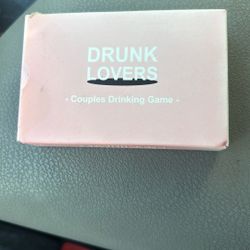 DRUNK
LOVERS
- Couples Drinking Game -